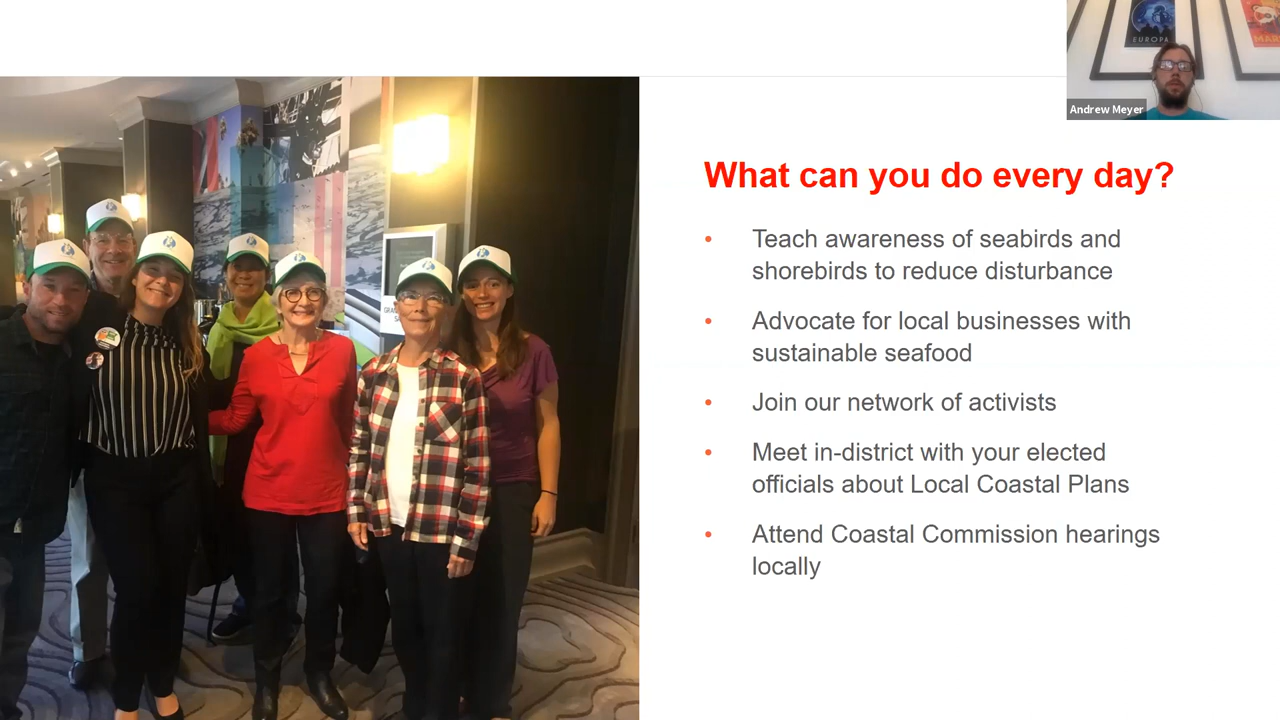 EUROPA
MARS
Andrew Meyer
What can you do every day?
• Teach awareness of seabirds and
shorebirds to reduce disturbance
• Advocate for local businesses with
sustainable seafood
• Join our network of activists
• Meet in-district with your elected
officials about Local Coastal Plans
• Attend Coastal Commission hearings
locally